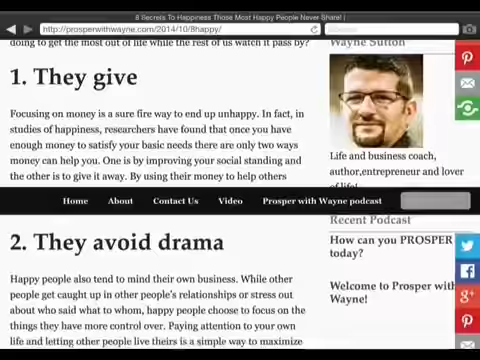 8 Secrets To Happiness Those Most Happy People Never Share! |
http://prosperwithwayne.com/2014/10/8happy/
doing to get the most out of life while the rest of us watch it pass by?
Wayne Sutton
1. They give
Focusing on money is a sure fire way to end up unhappy. In fact, in
studies of happiness, researchers have found that once you have
enough money to satisfy your basic needs there are only two ways
money can help you. One is by improving your social standing and
the other is to give it away. By using their money to help others
Life and business coach,
author,entrepreneur and lover
of life!
Home About Contact Us Video Prosper with Wayne podcast
Recent Podcast
2. They avoid drama
How can you PROSPER
today?
Welcome to Prosper with
Wayne!
Happy people also tend to mind their own business. While other
people get caught up in other people's relationships or stress out
about who said what to whom, happy people choose to focus on
the things they have more control over. Paying attention to your own
life and letting other people live theirs is a simple way to maximize